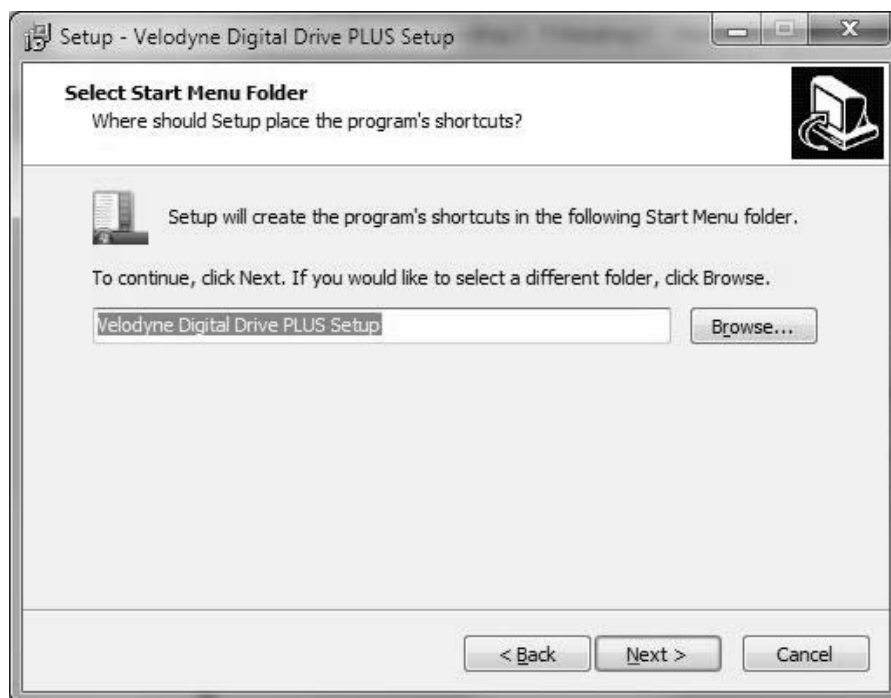 Setup - Velodyne Digital Drive PLUS Setup
Select Start Menu Folder
Where should Setup place the program's shortcuts?
Setup will create the program's shortcuts in the following Start Menu folder.
To continue, click Next. If you would like to select a different folder, click Browse.
Velodyne Digital Drive PLUS Setup
Browse...
< Back
Next >
Cancel